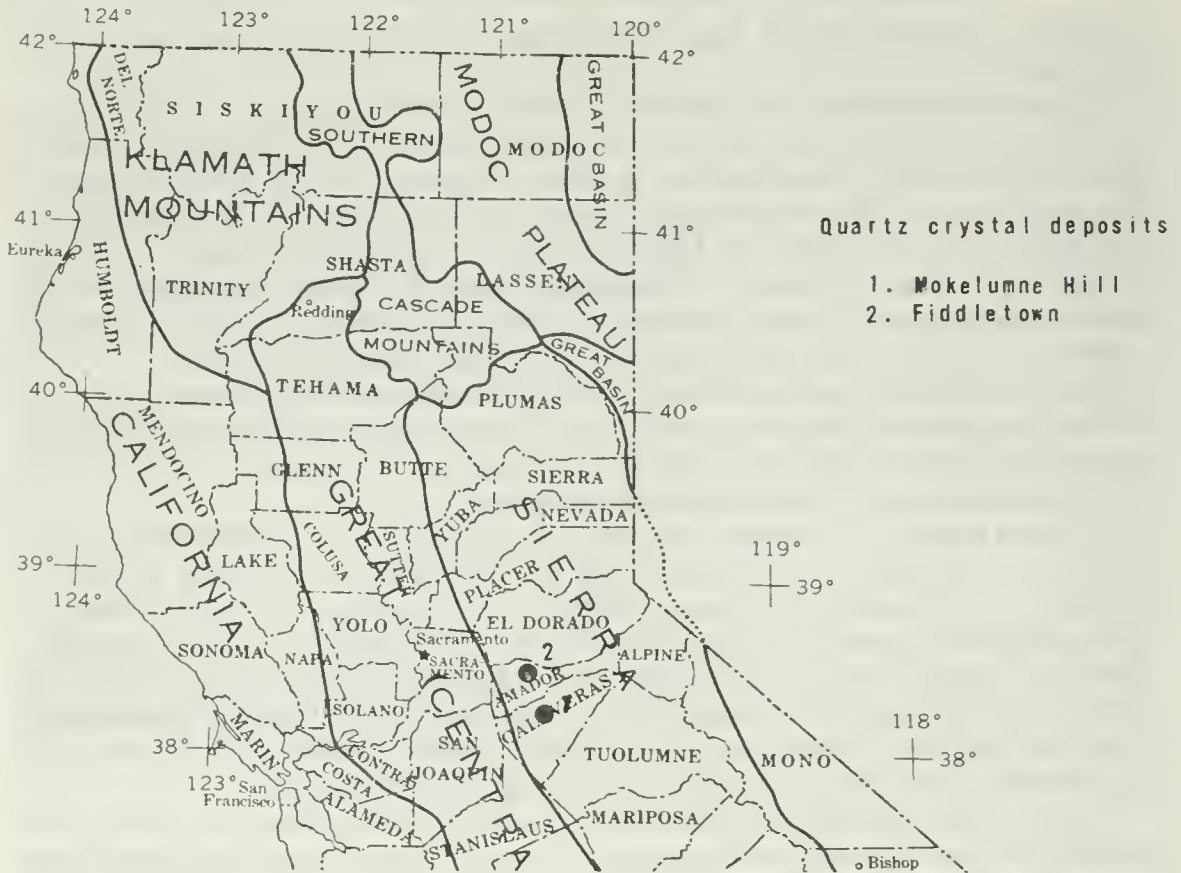 124° 123° 122° 121° 120°
42° 42°
DEL NORTE
SISKIYOU
SOUTHERN
MODOC
MODOC
GREAT BASIN
KLAMATH
MOUNTAINS
41° 41°
Eureka
HUMBOLDT
TRINITY
SHASTA
Redding
CASCADE
MOUNTAINS
LASSEN
PLATEAU
GREAT BASIN
Quartz crystal deposits
1. Mokelumne Hill
2. Fiddletown
40° 40°
TEHAMA
PLUMAS
MENDOCINO
CALIFORNIA
GLENN
BUTTE
GREAT
SIERRA
YUBA
SIERRA
NEVADA
39°
124°
LAKE
COLUSA
SUTTER
PLACER
119°
39°
YOLO
EL DORADO
SONOMA
NAPA
Sacramento
SACRA
MENTO
2
AMADOR
ALPINE
SOLANO
CALAVERAS
CENTRA
38°
123°
MARIN
CONTRA
COSTA
SAN
JOAQUIN
TUOLUMNE
MONO
118°
38°
San
Francisco
ALAMEDA
STANISLAUS
MARIPOSA
Bishop